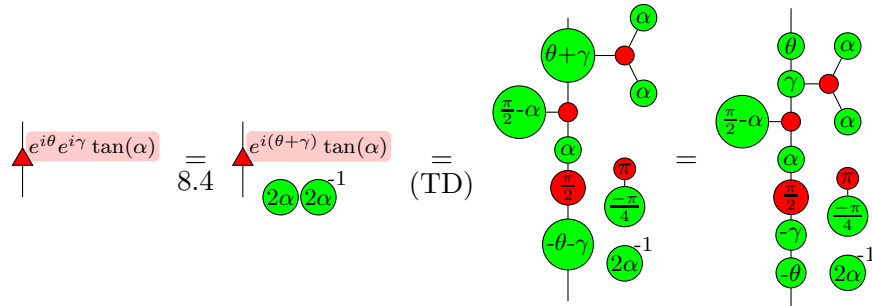 e^{iθ}e^{iγ} tan(α)
=
8.4
e^{i(θ+γ)} tan(α)
2α 2α -1
=
(TD)
θ+γ
α
α
π/2-α
α
π/2
π
-π/4
-θ-γ
2α -1
=
θ
γ
α
α
π/2-α
α
π/2
π
-π/4
-γ
-θ
2α -1